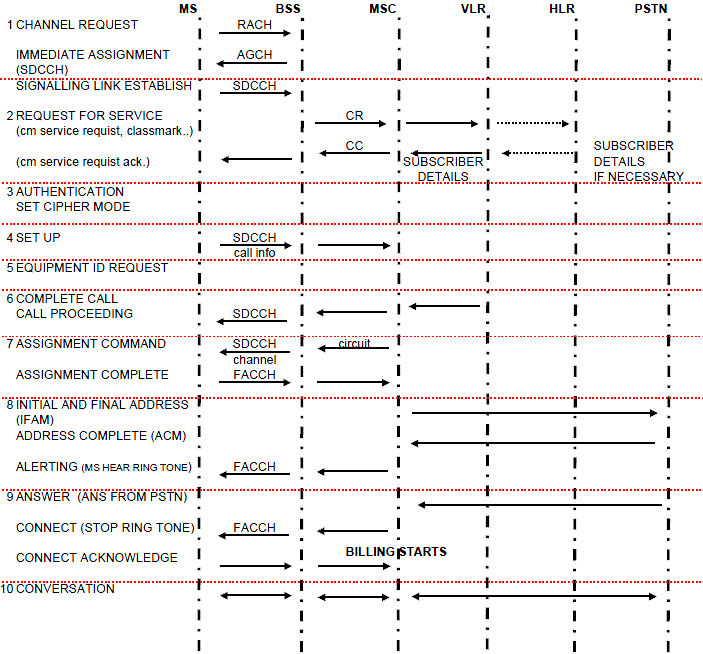 MS BSS MSC VLR HLR PSTN
1 CHANNEL REQUEST RACH
IMMEDIATE ASSIGNMENT AGCH
(SDCCH)
SIGNALLING LINK ESTABLISH SDCCH
2 REQUEST FOR SERVICE CR
(cm service requist, classmark..)
CC SUBSCRIBER
(cm service requist ack.) SUBSCRIBER DETAILS
DETAILS IF NECESSARY
3 AUTHENTICATION
SET CIPHER MODE
4 SET UP SDCCH
call info
5 EQUIPMENT ID REQUEST
6 COMPLETE CALL
CALL PROCEEDING SDCCH
7 ASSIGNMENT COMMAND SDCCH circuit
channel
ASSIGNMENT COMPLETE FACCH
8 INITIAL AND FINAL ADDRESS
(IFAM)
ADDRESS COMPLETE (ACM)
ALERTING (MS HEAR RING TONE) FACCH
9 ANSWER (ANS FROM PSTN)
CONNECT (STOP RING TONE) FACCH
CONNECT ACKNOWLEDGE BILLING STARTS
10 CONVERSATION